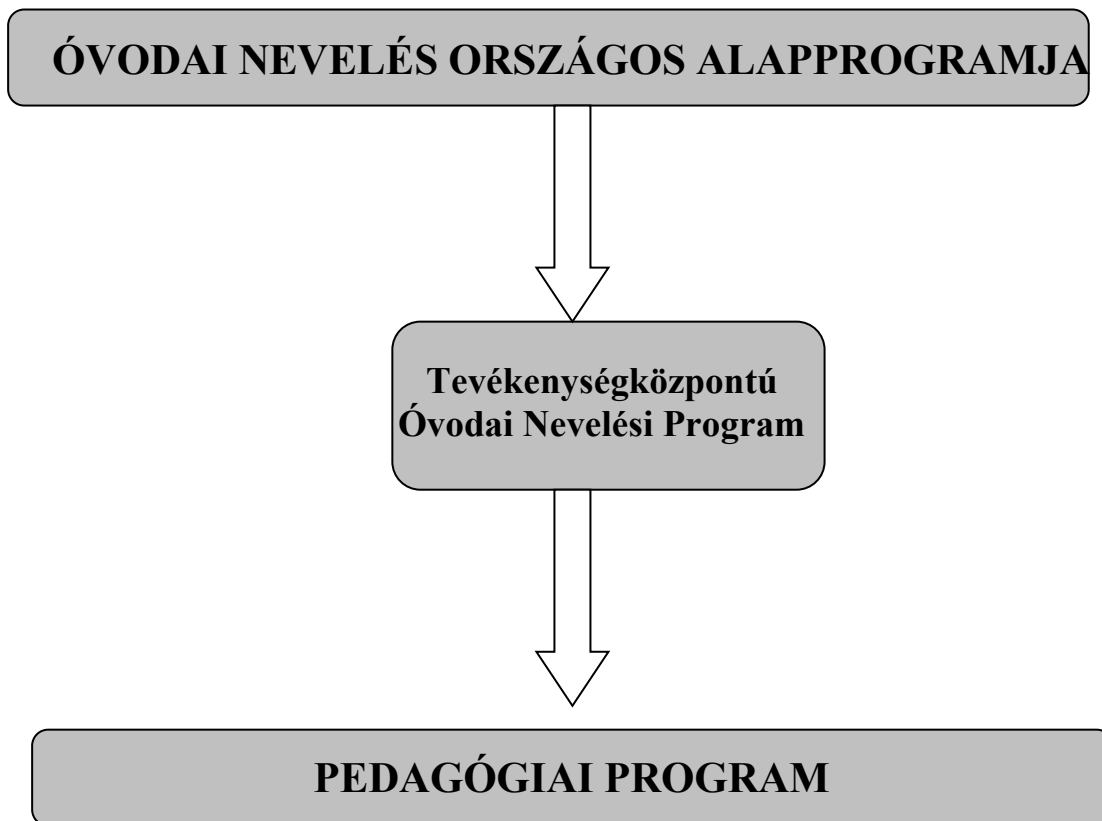 ÓVODAI NEVELÉS ORSZÁGOS ALAPPROGRAMJA
Tevékenységközpontú
Óvodai Nevelési Program
PEDAGÓGIAI PROGRAM